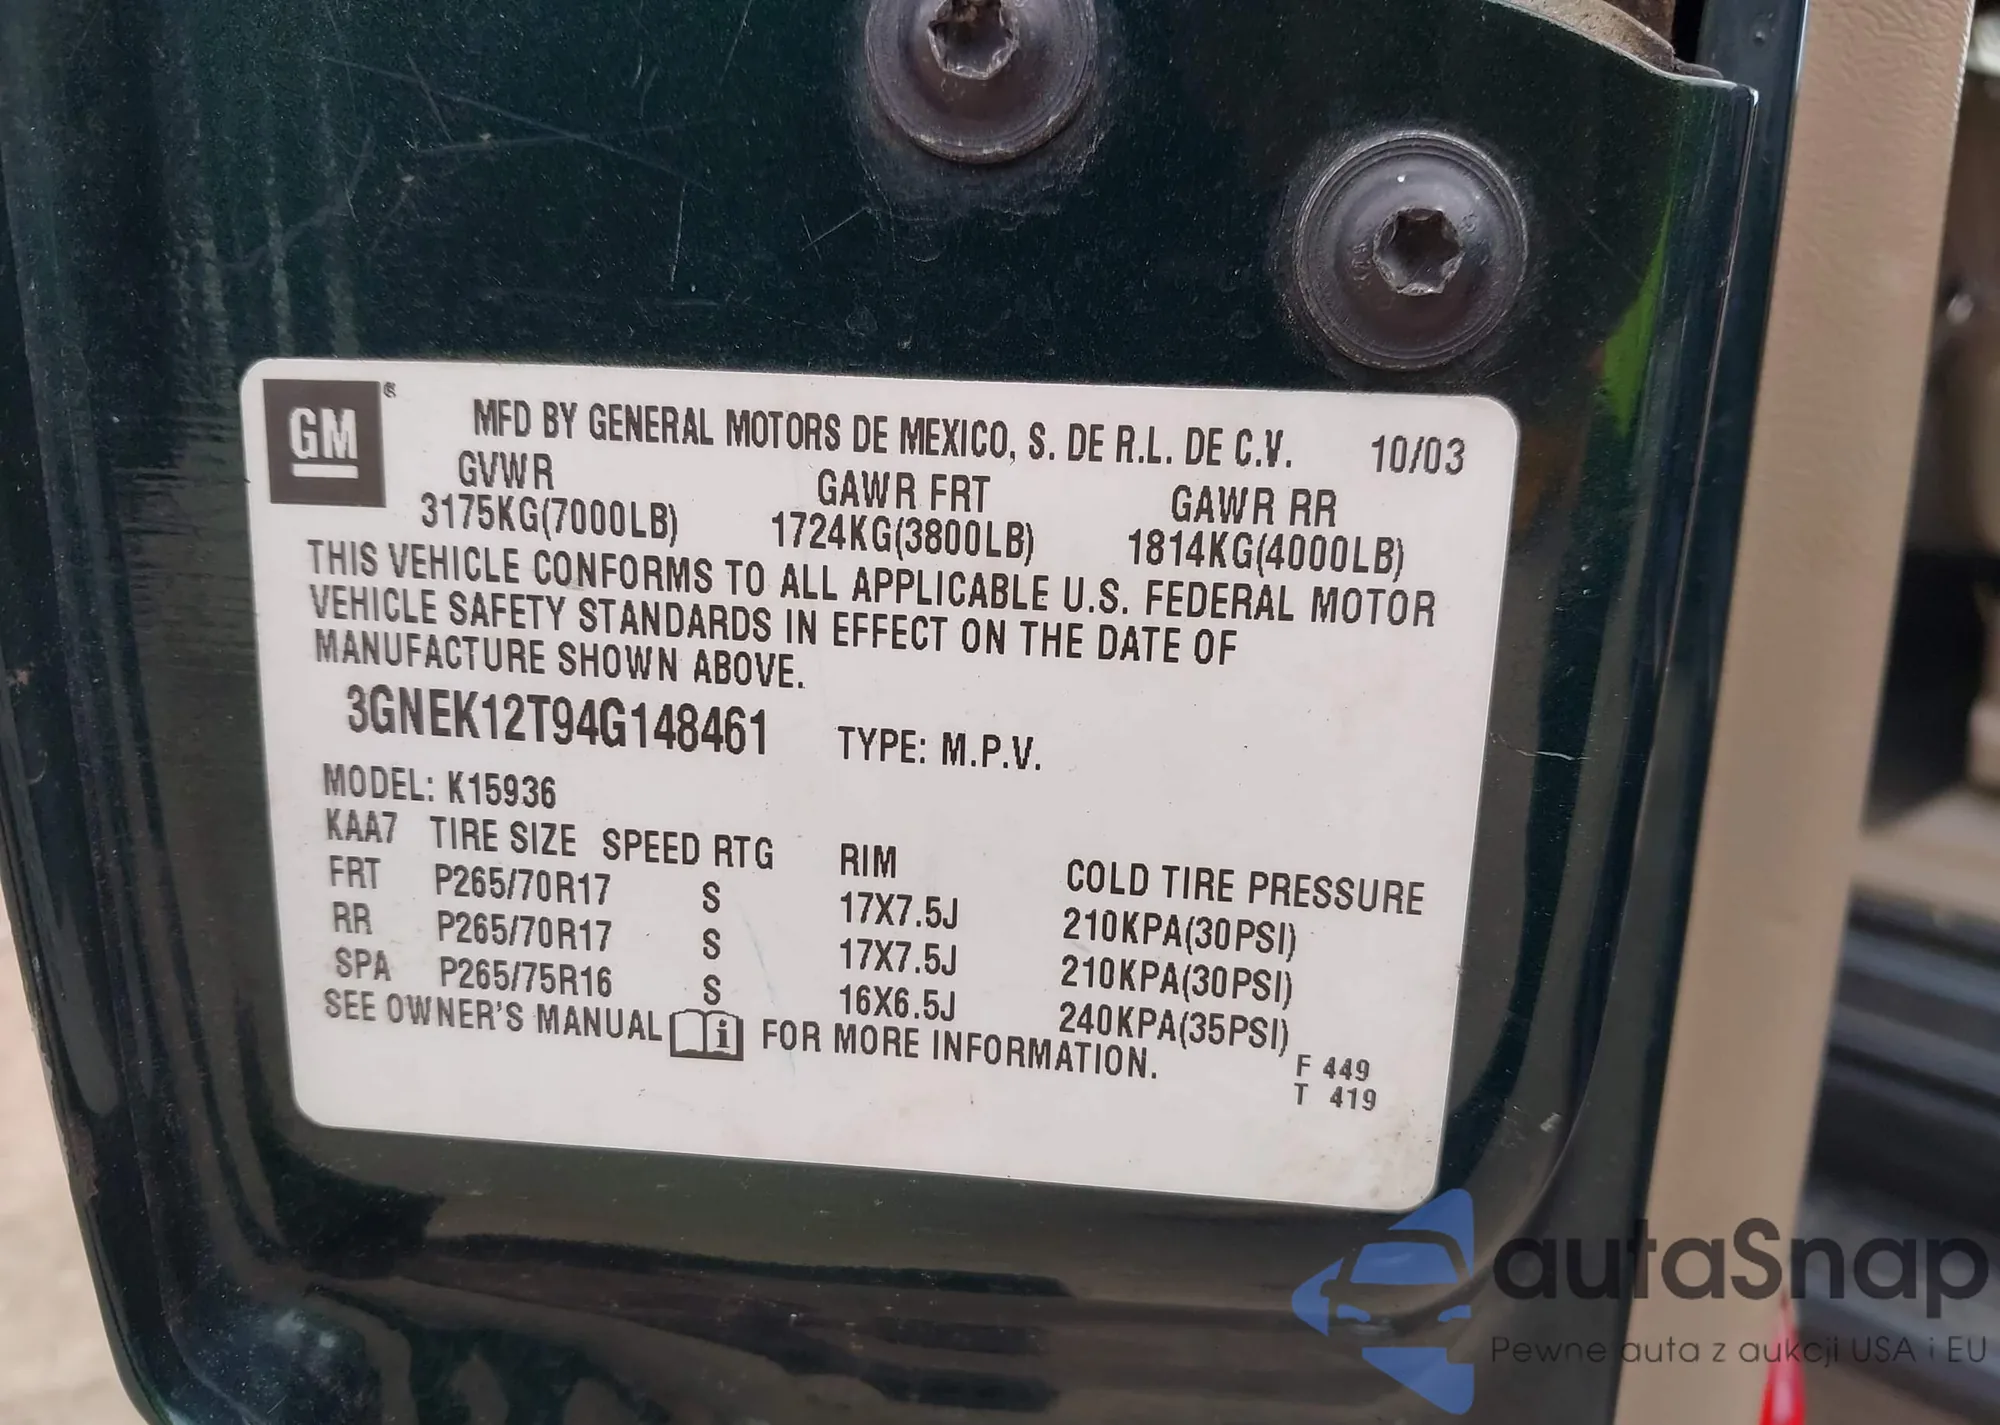 GM ®
MFD BY GENERAL MOTORS DE MEXICO, S. DE R.L. DE C.V. 10/03
GVWR GAWR FRT GAWR RR
3175KG(7000LB) 1724KG(3800LB) 1814KG(4000LB)
THIS VEHICLE CONFORMS TO ALL APPLICABLE U.S. FEDERAL MOTOR
VEHICLE SAFETY STANDARDS IN EFFECT ON THE DATE OF
MANUFACTURE SHOWN ABOVE.
3GNEK12T94G148461 TYPE: M.P.V.
MODEL: K15936
KAA7 TIRE SIZE SPEED RTG RIM COLD TIRE PRESSURE
FRT P265/70R17 S 17X7.5J 210KPA(30PSI)
RR P265/70R17 S 17X7.5J 210KPA(30PSI)
SPA P265/75R16 S 16X6.5J 240KPA(35PSI)
SEE OWNER'S MANUAL i FOR MORE INFORMATION.
F 449
T 419
autaSnap
Pewne auta z aukcji USA i EU